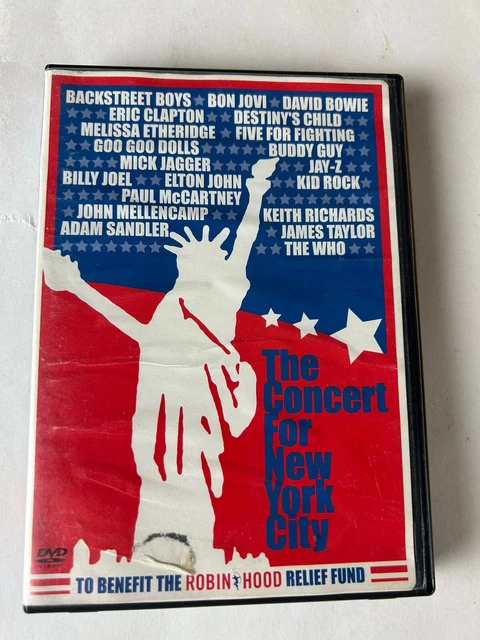 BACKSTREET BOYS ★ BON JOVI ★ DAVID BOWIE
ERIC CLAPTON ★★ DESTINY'S CHILD
MELISSA ETHERIDGE ★ FIVE FOR FIGHTING
GOO GOO DOLLS BUDDY GUY
MICK JAGGER JAY-Z
BILLY JOEL ★★ ELTON JOHN KID ROCK
PAUL McCARTNEY
JOHN MELLENCAMP KEITH RICHARDS
ADAM SANDLER JAMES TAYLOR
THE WHO
The
Concert
For
New
York
City
DVD
VIDEO
TO BENEFIT THE ROBIN HOOD RELIEF FUND